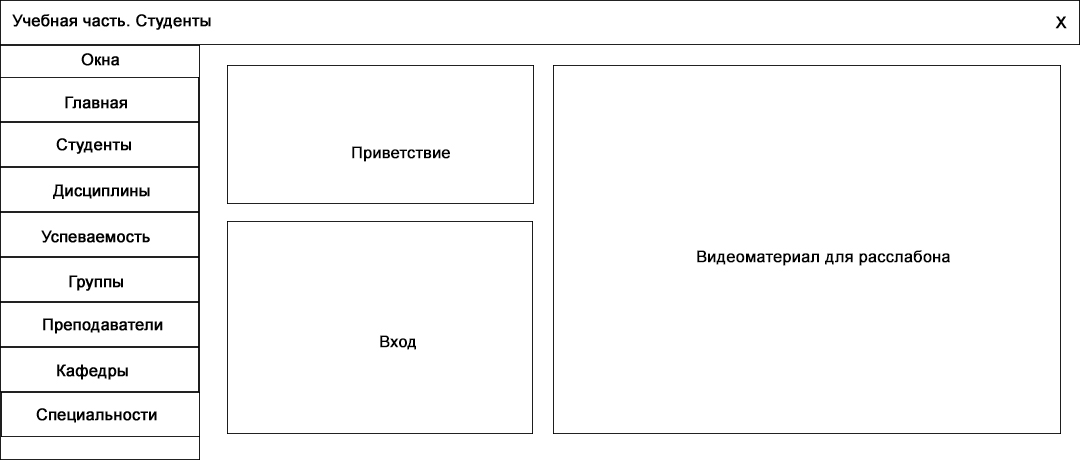 Учебная часть. Студенты
X
Окна
Главная
Студенты
Дисциплины
Успеваемость
Группы
Преподаватели
Кафедры
Специальности
Приветствие
Вход
Видеоматериал для расслабона